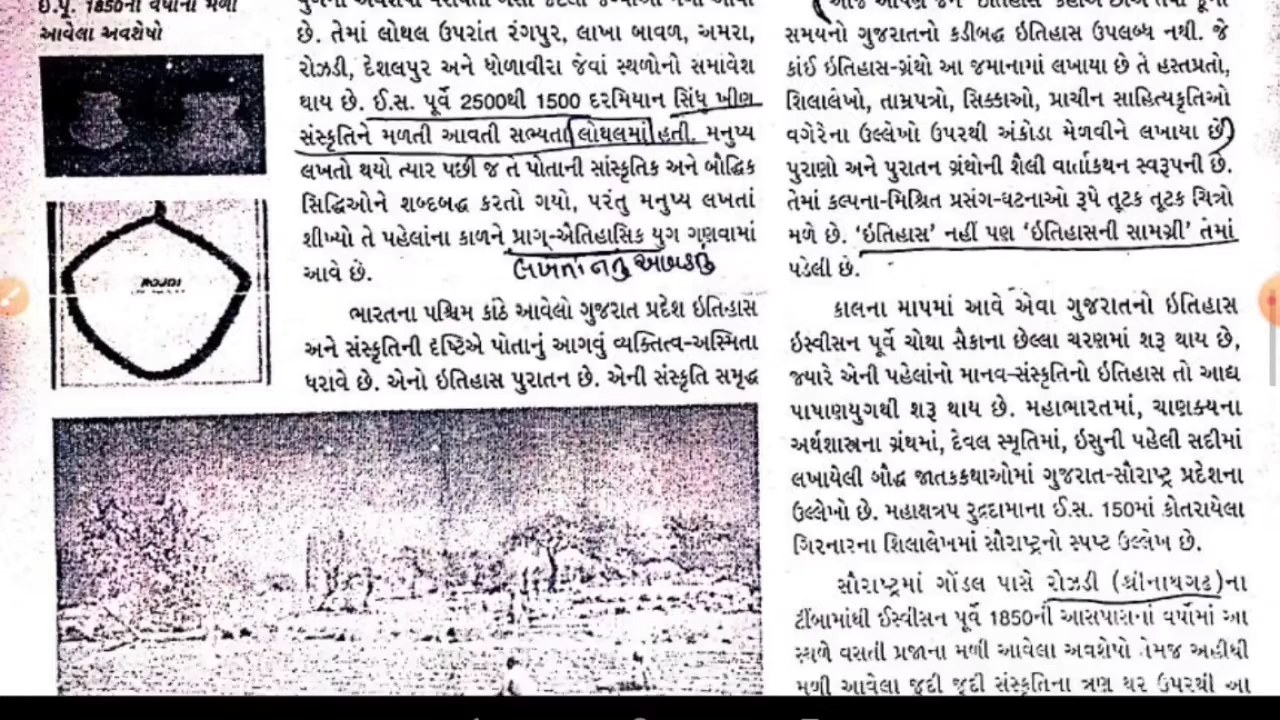 ઇ.પૂ. 1850ના વર્ષોના મળી
આવેલા અવશેષો
ROJDI
છે. તેમાં લોથલ ઉપરાંત રંગપુર, લાખા બાવળ, અમરા,
રોઝડી, દેશલપુર અને ધોળાવીરા જેવાં સ્થળોનો સમાવેશ
થાય છે. ઈ.સ. પૂર્વે 2500થી 1500 દરમિયાન સિંધુ ખીણ
સંસ્કૃતિને મળતી આવતી સભ્યતા લોથલમાં હતી. મનુષ્ય
લખતો થયો ત્યાર પછી જ તે પોતાની સાંસ્કૃતિક અને બૌદ્ધિક
સિદ્ધિઓને શબ્દબદ્ધ કરતો ગયો, પરંતુ મનુષ્ય લખતાં
શીખ્યો તે પહેલાંના કાળને પ્રાગ્-ઐતિહાસિક યુગ ગણવામાં
આવે છે.
લખતાં નતુ આવડતુ
ભારતના પશ્ચિમ કાંઠે આવેલો ગુજરાત પ્રદેશ ઇતિહાસ
અને સંસ્કૃતિની દૃષ્ટિએ પોતાનું આગવું વ્યક્તિત્વ-અસ્મિતા
ધરાવે છે. એનો ઇતિહાસ પુરાતન છે. એની સંસ્કૃતિ સમૃદ્ધ
સમયનો ગુજરાતનો કડીબદ્ધ ઇતિહાસ ઉપલબ્ધ નથી. જે
કાંઈ ઇતિહાસ-ગ્રંથો આ જમાનામાં લખાયા છે તે હસ્તપ્રતો,
શિલાલેખો, તામ્રપત્રો, સિક્કાઓ, પ્રાચીન સાહિત્યકૃતિઓ
વગેરેના ઉલ્લેખો ઉપરથી અંકોડા મેળવીને લખાયા છે
પુરાણો અને પુરાતન ગ્રંથોની શૈલી વાર્તાકથન સ્વરૂપની છે.
તેમાં કલ્પના-મિશ્રિત પ્રસંગ-ઘટનાઓ રૂપે તૂટક તૂટક ચિત્રો
મળે છે. ‘ઇતિહાસ’ નહીં પણ ‘ઇતિહાસની સામગ્રી’ તેમાં
પડેલી છે.
કાલના માપમાં આવે એવા ગુજરાતનો ઇતિહાસ
ઇસ્વીસન પૂર્વે ચોથા સૈકાના છેલ્લા ચરણમાં શરૂ થાય છે,
જ્યારે એની પહેલાંનો માનવ-સંસ્કૃતિનો ઇતિહાસ તો આદ્ય
પાષાણયુગથી શરૂ થાય છે. મહાભારતમાં, ચાણક્યના
અર્થશાસ્ત્રના ગ્રંથમાં, દેવલ સ્મૃતિમાં, ઇસુની પહેલી સદીમાં
લખાયેલી બૌદ્ધ જાતકકથાઓમાં ગુજરાત-સૌરાષ્ટ્ર પ્રદેશના
ઉલ્લેખો છે. મહાક્ષત્રપ રુદ્રદામાના ઈ.સ. 150માં કોતરાયેલા
ગિરનારના શિલાલેખમાં સૌરાષ્ટ્રનો સ્પષ્ટ ઉલ્લેખ છે.
સૌરાષ્ટ્રમાં ગોંડલ પાસે રોઝડી (શ્રીનાથગઢ)ના
ટીંબામાંથી ઈસ્વીસન પૂર્વે 1850ની આસપાસનાં વર્ષોમાં આ
સ્થળે વસતી પ્રજાના મળી આવેલા અવશેષો તેમજ અહીંથી
મળી આવેલા જુદી જુદી સંસ્કૃતિના ત્રણ થર ઉપરથી આ